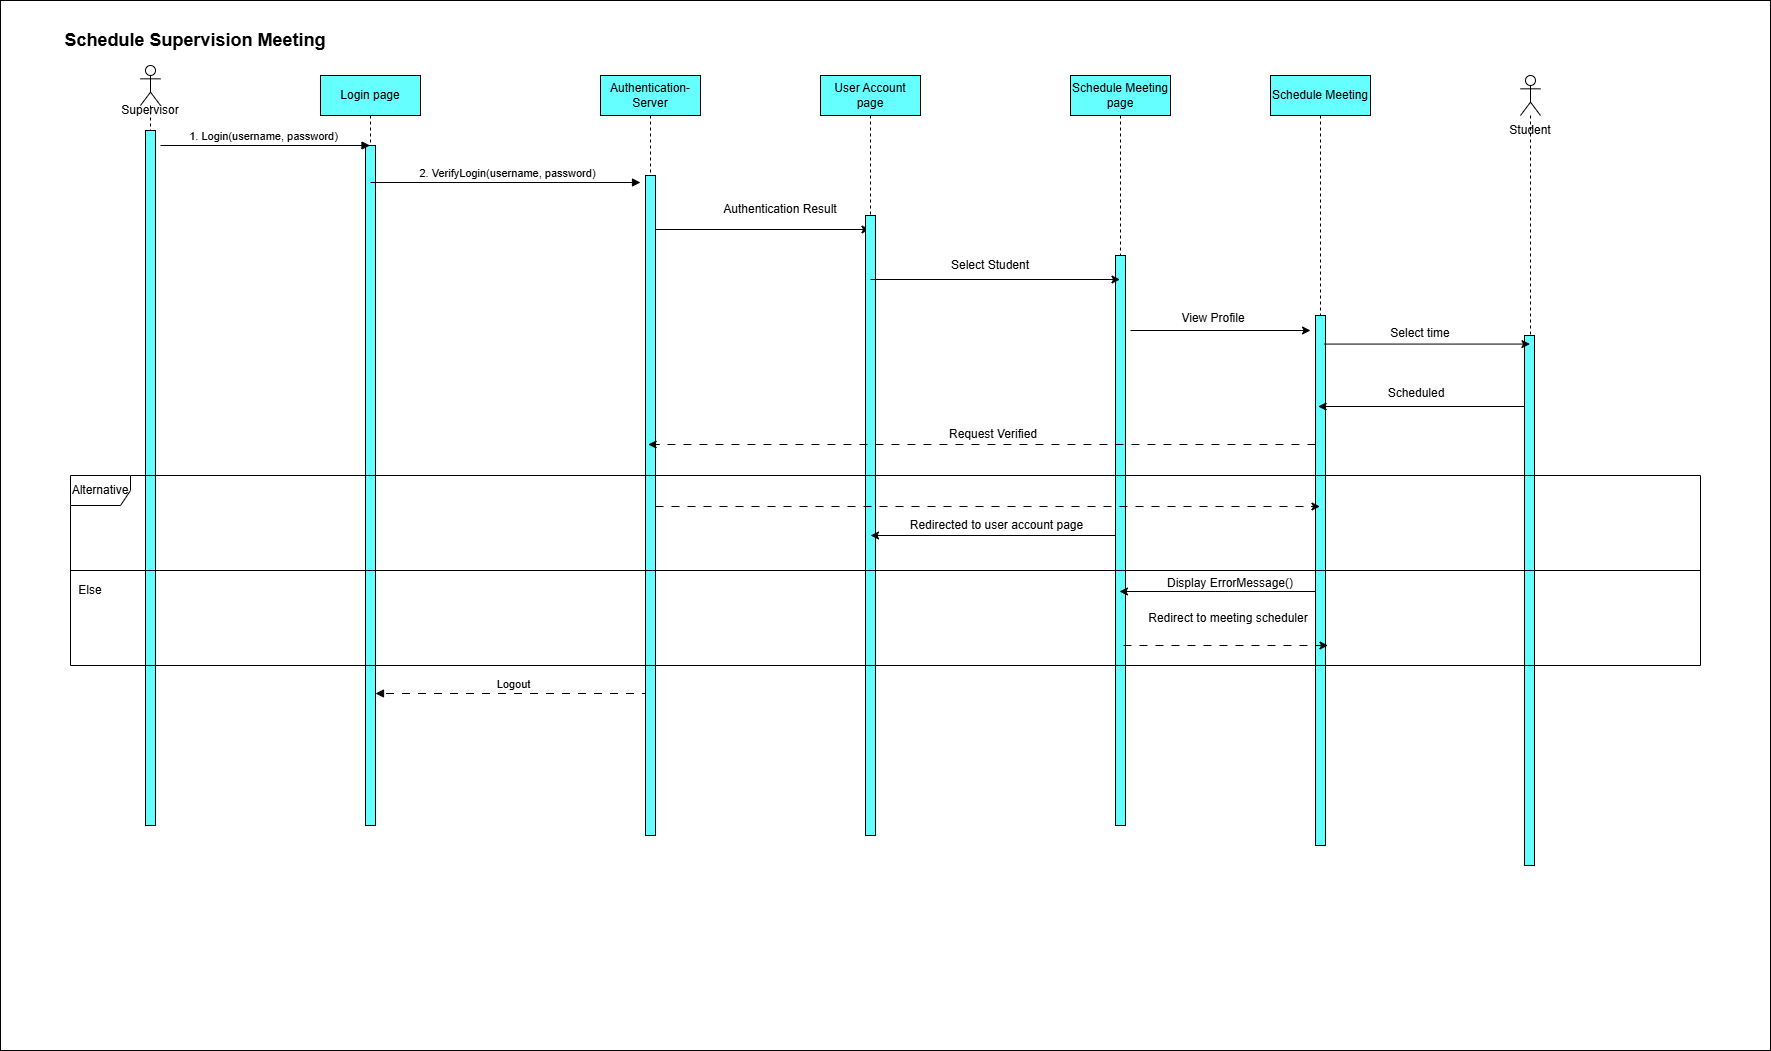 Schedule Supervision Meeting
Supervisor
Login page
Authentication-
Server
User Account
page
Schedule Meeting
page
Schedule Meeting
Student
1. Login(username, password)
2. VerifyLogin(username, password)
Authentication Result
Select Student
View Profile
Select time
Scheduled
Request Verified
Alternative
Redirected to user account page
Display ErrorMessage()
Else
Redirect to meeting scheduler
Logout